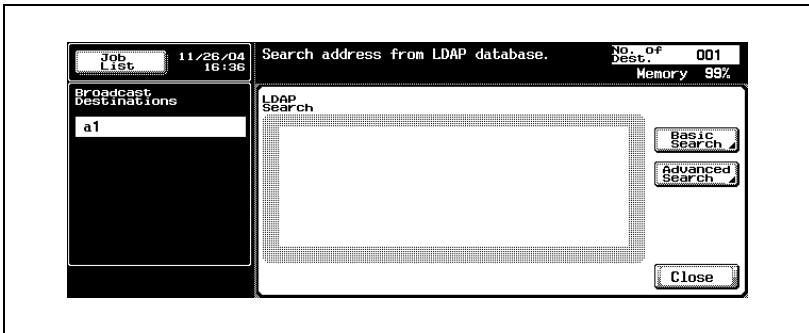 Job List
11/26/04
16:36
Search address from LDAP database.
No. of Dest. 001
Memory 99%
Broadcast
Destinations
a1
LDAP
Search
Basic
Search
Advanced
Search
Close